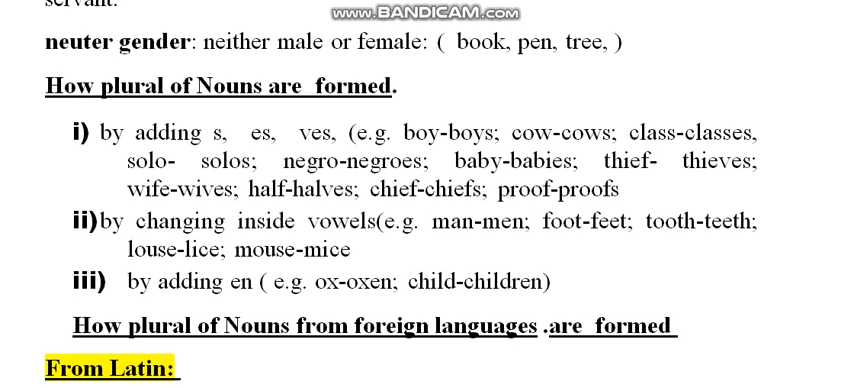 servant.
www.BANDICAM.com
neuter gender: neither male or female: ( book, pen, tree, )
How plural of Nouns are formed.
i) by adding s, es, ves, (e.g. boy-boys; cow-cows; class-classes,
solo- solos; negro-negroes; baby-babies; thief- thieves;
wife-wives; half-halves; chief-chiefs; proof-proofs
ii)by changing inside vowels(e.g. man-men; foot-feet; tooth-teeth;
louse-lice; mouse-mice
iii) by adding en ( e.g. ox-oxen; child-children)
How plural of Nouns from foreign languages .are formed
From Latin: